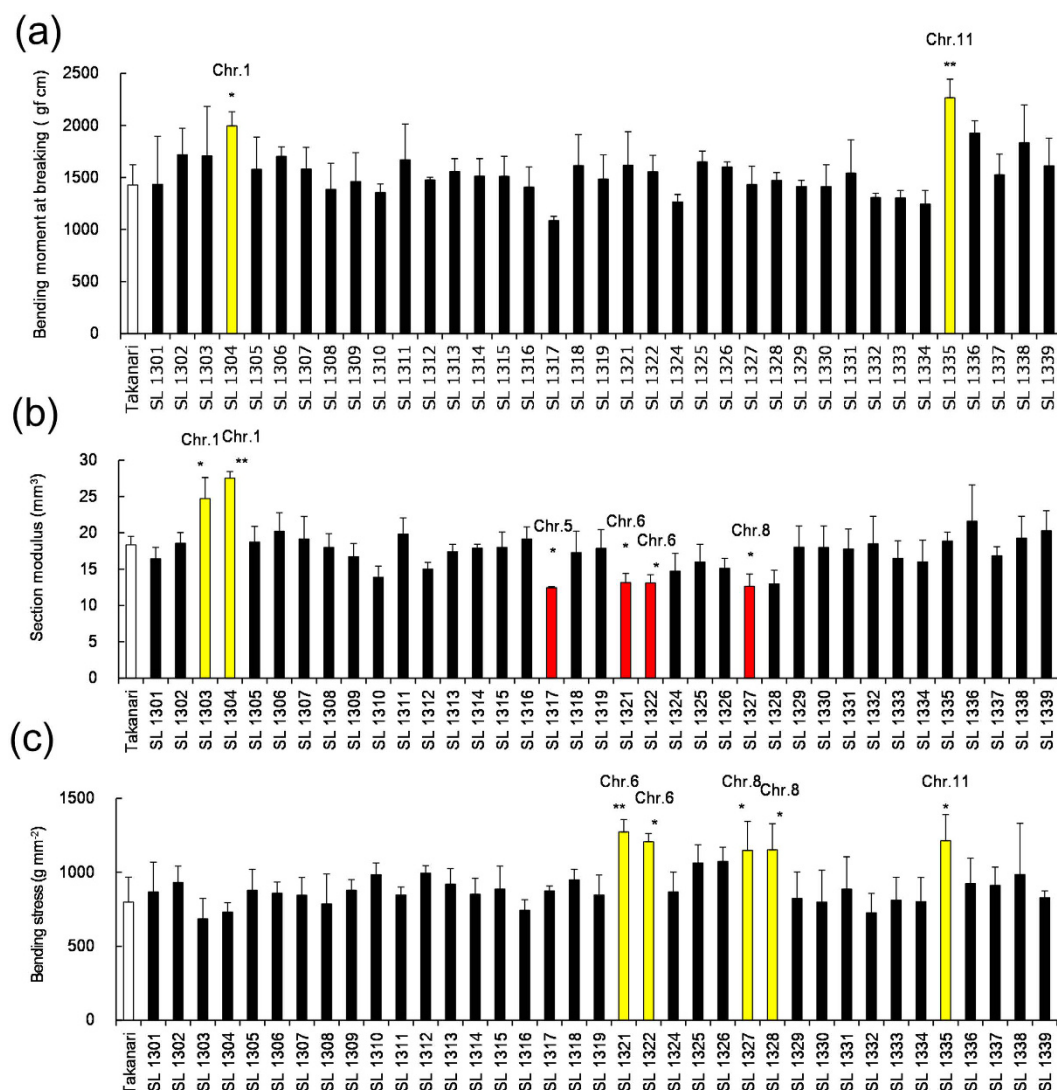 (a)
Bending moment at breaking ( gf cm)
2500
2000
1500
1000
500
0
Chr.1
*
Chr.11
**
Takanari
SL 1301
SL 1302
SL 1303
SL 1304
SL 1305
SL 1306
SL 1307
SL 1308
SL 1309
SL 1310
SL 1311
SL 1312
SL 1313
SL 1314
SL 1315
SL 1316
SL 1317
SL 1318
SL 1319
SL 1321
SL 1322
SL 1324
SL 1325
SL 1326
SL 1327
SL 1328
SL 1329
SL 1330
SL 1331
SL 1332
SL 1333
SL 1334
SL 1335
SL 1336
SL 1337
SL 1338
SL 1339
(b)
Section modulus (mm³)
30
25
20
15
10
5
0
Chr.1
*
Chr.1
**
Chr.5
*
Chr.6
*
Chr.6
*
Chr.8
*
Takanari
SL 1301
SL 1302
SL 1303
SL 1304
SL 1305
SL 1306
SL 1307
SL 1308
SL 1309
SL 1310
SL 1311
SL 1312
SL 1313
SL 1314
SL 1315
SL 1316
SL 1317
SL 1318
SL 1319
SL 1321
SL 1322
SL 1324
SL 1325
SL 1326
SL 1327
SL 1328
SL 1329
SL 1330
SL 1331
SL 1332
SL 1333
SL 1334
SL 1335
SL 1336
SL 1337
SL 1338
SL 1339
(c)
Bending stress (g mm⁻²)
1500
1000
500
0
Chr.6
**
Chr.6
*
Chr.8
*
Chr.8
*
Chr.11
*
Takanari
SL 1301
SL 1302
SL 1303
SL 1304
SL 1305
SL 1306
SL 1307
SL 1308
SL 1309
SL 1310
SL 1311
SL 1312
SL 1313
SL 1314
SL 1315
SL 1316
SL 1317
SL 1318
SL 1319
SL 1321
SL 1322
SL 1324
SL 1325
SL 1326
SL 1327
SL 1328
SL 1329
SL 1330
SL 1331
SL 1332
SL 1333
SL 1334
SL 1335
SL 1336
SL 1337
SL 1338
SL 1339